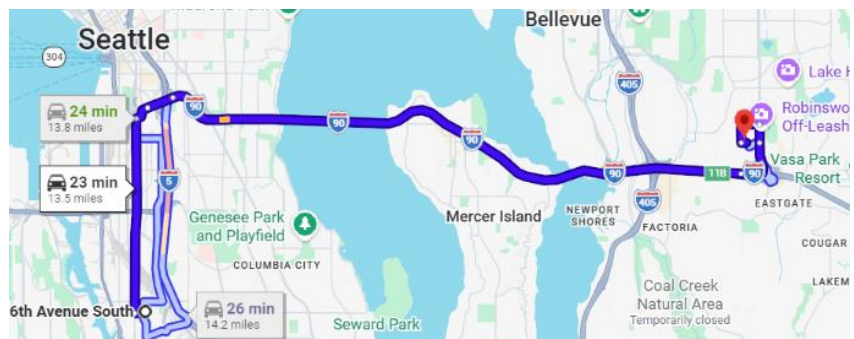 Bellevue
Seattle
304
405
Lake H
90
24 min
13.8 miles
Robinswo
Off-Leash
90
90
23 min
13.5 miles
5
118
90
90
Vasa Park
Resort
405
Genesee Park
and Playfield
Mercer Island
NEWPORT
SHORES
FACTORIA
EASTGATE
COLUMBIA CITY
COUGAR
Coal Creek
Natural Area
Temporarily closed
LAKEM
6th Avenue South
26 min
14.2 miles
Seward Park